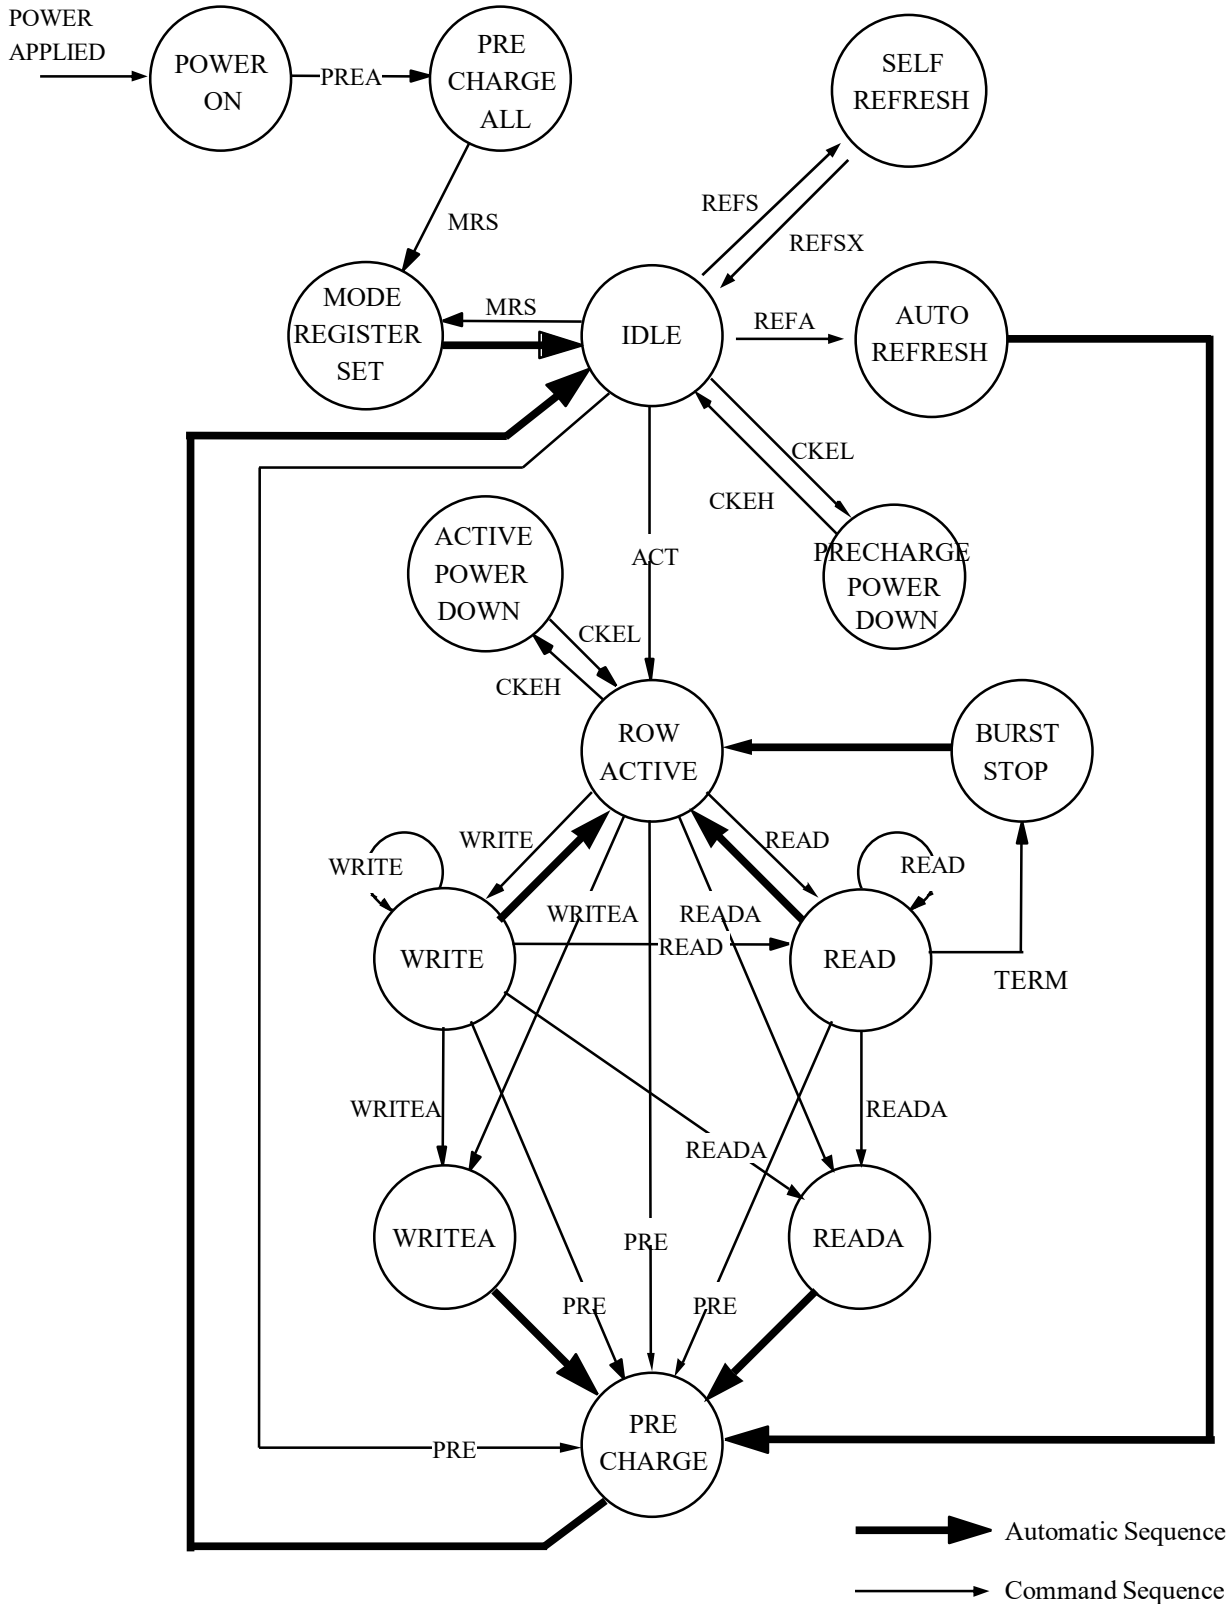 POWER
APPLIED
POWER
ON
PREA
PRE
CHARGE
ALL
SELF
REFRESH
MRS
REFS
REFSX
MODE
REGISTER
SET
MRS
IDLE
REFA
AUTO
REFRESH
CKEL
CKEH
ACTIVE
POWER
DOWN
ACT
PRECHARGE
POWER
DOWN
CKEL
CKEH
ROW
ACTIVE
BURST
STOP
WRITE
READ
WRITE
READ
WRITEA
READA
WRITE
READ
READ
TERM
WRITEA
READA
READA
WRITEA
PRE
READA
PRE
PRE
PRE
CHARGE
PRE
Automatic Sequence
Command Sequence